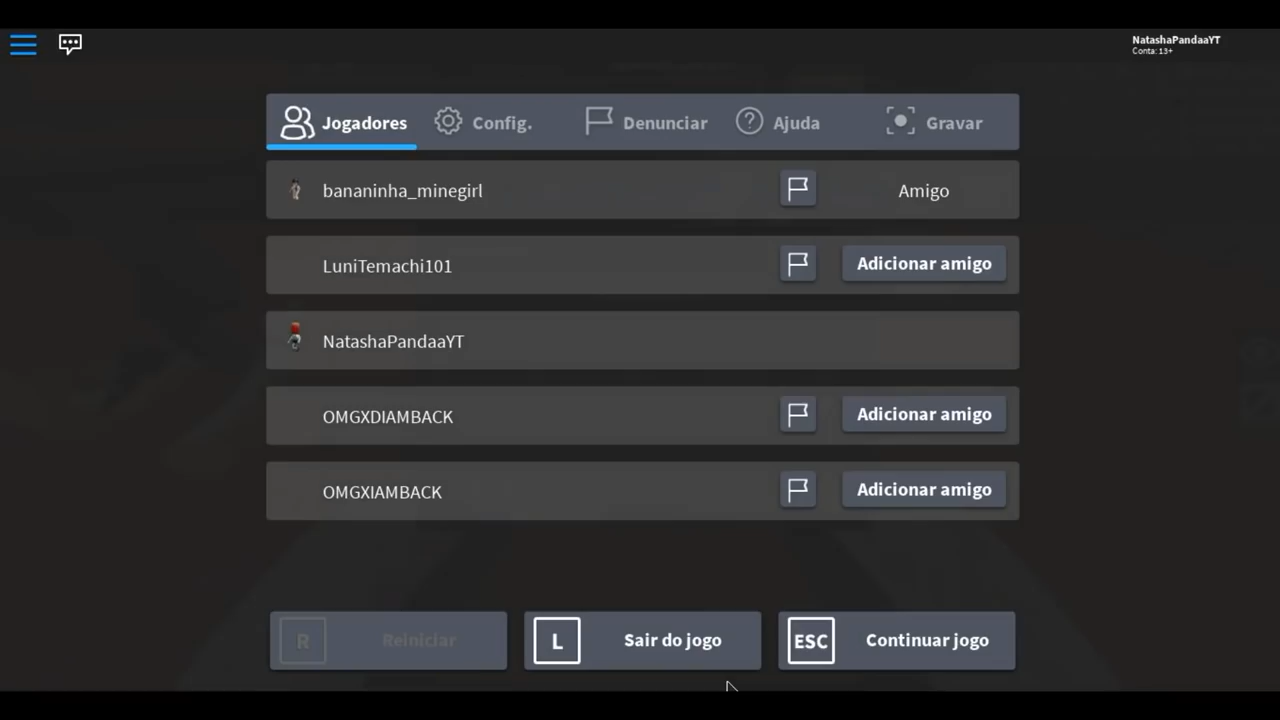 NatashaPandaaYT
Conta: 13+
Jogadores
Config.
Denunciar
Ajuda
Gravar
bananinha_minegirl
Amigo
LuniTemachi101
Adicionar amigo
NatashaPandaaYT
OMGXDIAMBACK
Adicionar amigo
OMGXIAMBACK
Adicionar amigo
R
Reiniciar
L
Sair do jogo
ESC
Continuar jogo